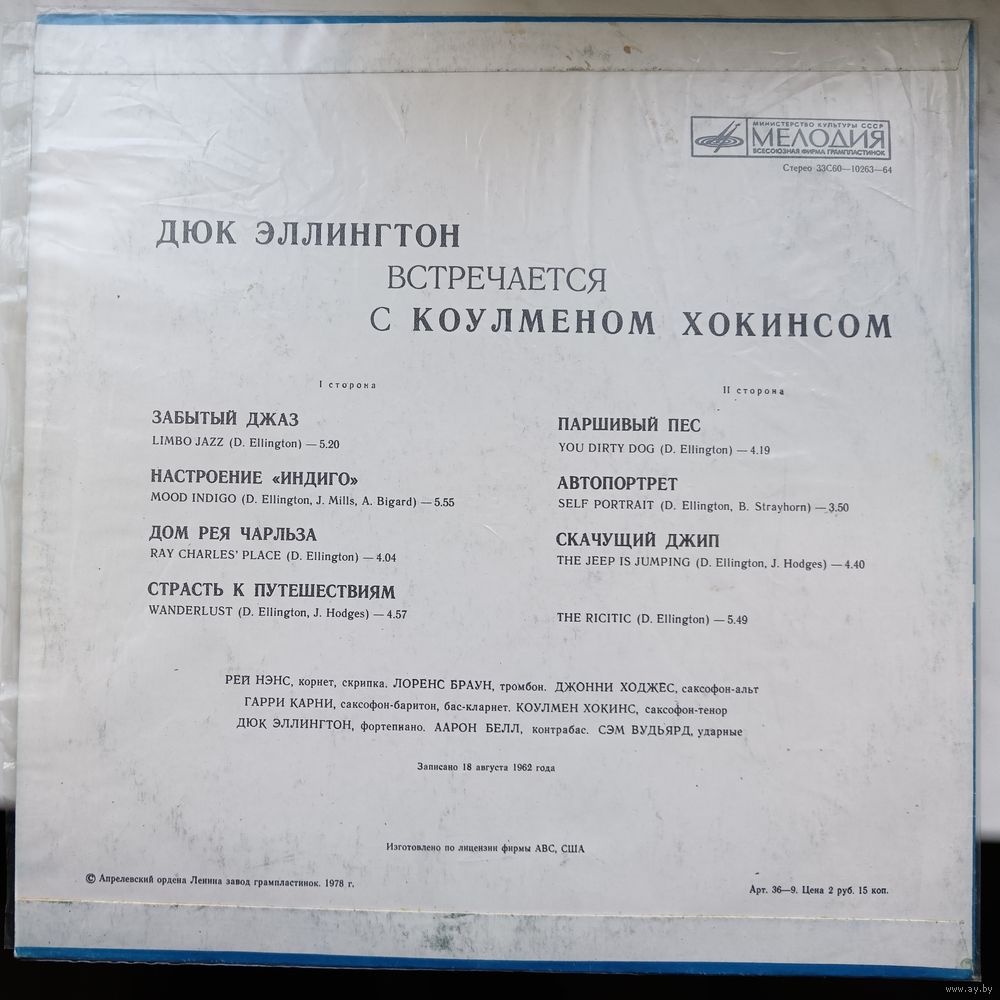 МИНИСТЕРСТВО КУЛЬТУРЫ СССР
МЕЛОДИЯ
ВСЕСОЮЗНАЯ ФИРМА ГРАМПЛАСТИНОК
Стерео 33С60—10263—64
ДЮК ЭЛЛИНГТОН
ВСТРЕЧАЕТСЯ
С КОУЛМЕНОМ ХОКИНСОМ
I сторона
ЗАБЫТЫЙ ДЖАЗ
LIMBO JAZZ (D. Ellington) — 5.20
НАСТРОЕНИЕ «ИНДИГО»
MOOD INDIGO (D. Ellington, J. Mills, A. Bigard) — 5.55
ДОМ РЕЯ ЧАРЛЬЗА
RAY CHARLES' PLACE (D. Ellington) — 4.04
СТРАСТЬ К ПУТЕШЕСТВИЯМ
WANDERLUST (D. Ellington, J. Hodges) — 4.57
II сторона
ПАРШИВЫЙ ПЕС
YOU DIRTY DOG (D. Ellington) — 4.19
АВТОПОРТРЕТ
SELF PORTRAIT (D. Ellington, B. Strayhorn) — 3.50
СКАЧУЩИЙ ДЖИП
THE JEEP IS JUMPING (D. Ellington, J. Hodges) — 4.40
THE RICITIC (D. Ellington) — 5.49
РЕЙ НЭНС, корнет, скрипка. ЛОРЕНС БРАУН, тромбон. ДЖОННИ ХОДЖЕС, саксофон-альт
ГАРРИ КАРНИ, саксофон-баритон, бас-кларнет. КОУЛМЕН ХОКИНС, саксофон-тенор
ДЮК ЭЛЛИНГТОН, фортепиано. ААРОН БЕЛЛ, контрабас. СЭМ ВУДЬЯРД, ударные
Записано 18 августа 1962 года
Изготовлено по лицензии фирмы ABC, США
© Апрелевский ордена Ленина завод грампластинок. 1978 г.
Арт. 36—9. Цена 2 руб. 15 коп.
www.ay.by